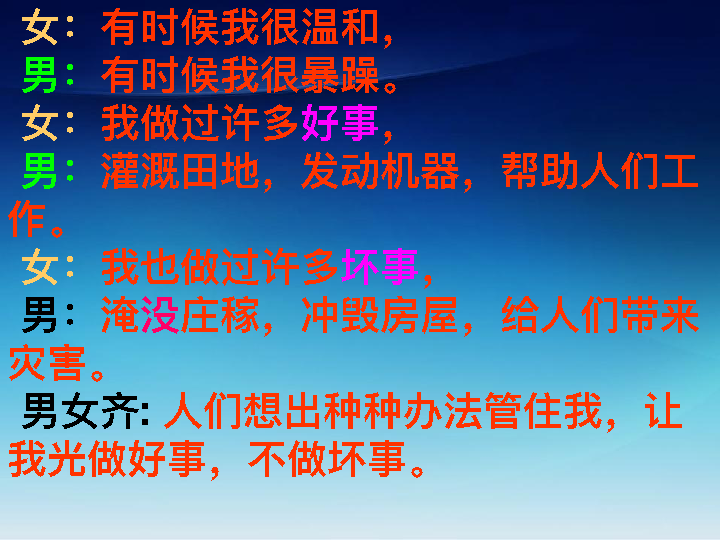 女：有时候我很温和，
男：有时候我很暴躁。
女：我做过许多好事，
男：灌溉田地，发动机器，帮助人们工
作。
女：我也做过许多坏事，
男：淹没庄稼，冲毁房屋，给人们带来
灾害。
男女齐: 人们想出种种办法管住我，让
我光做好事，不做坏事。